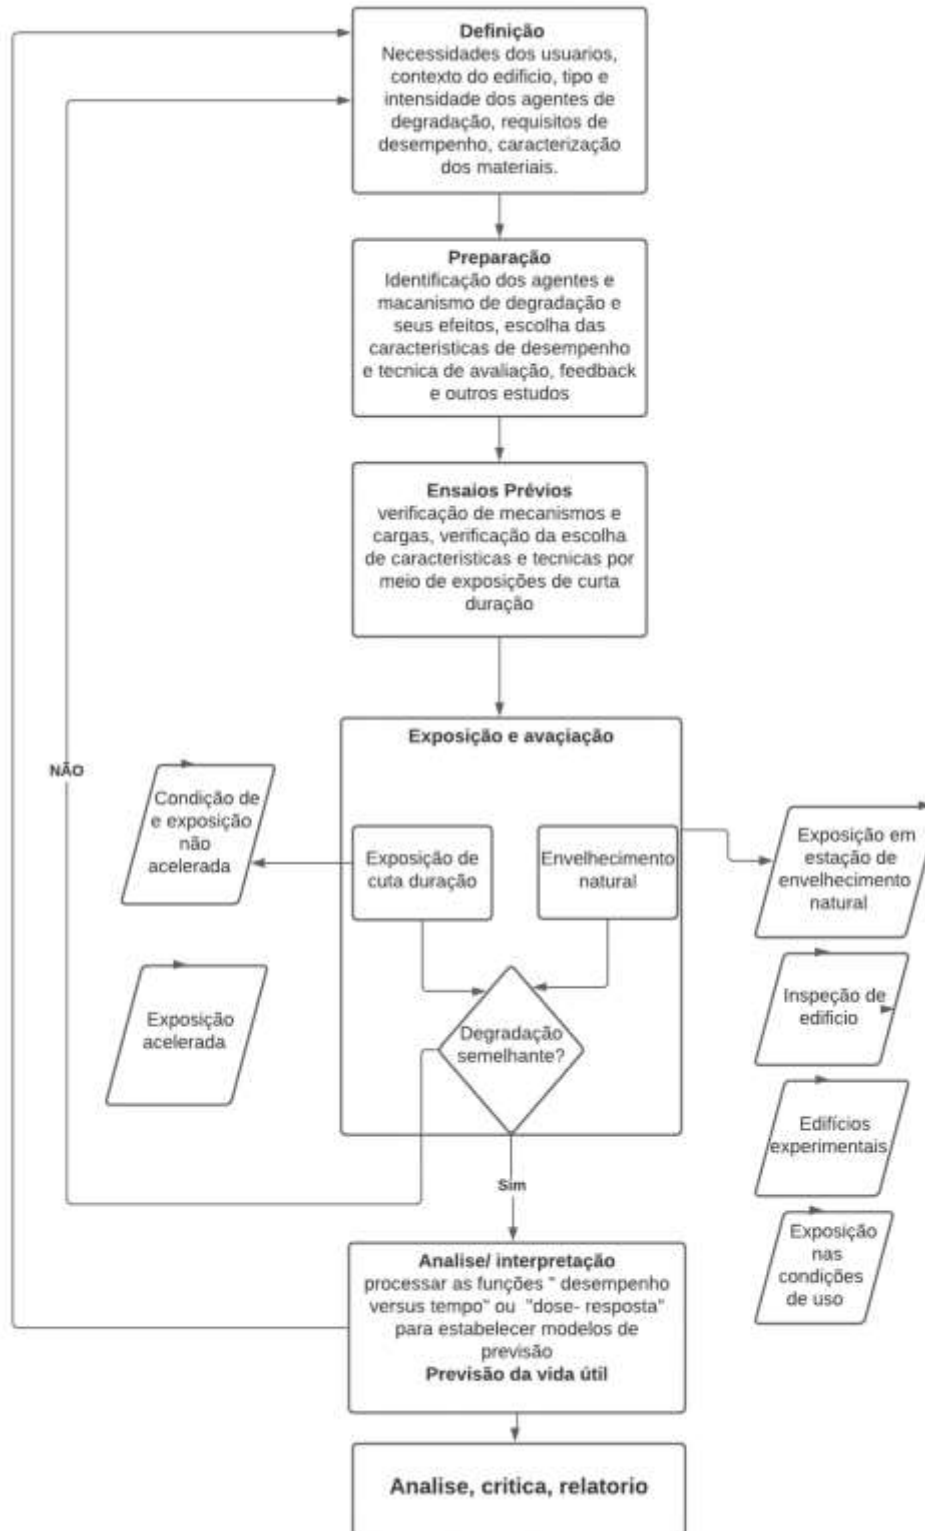 Definição
Necessidades dos usuarios,
contexto do edificio, tipo e
intensidade dos agentes de
degradação, requisitos de
desempenho, caracterização
dos materiais.
Preparação
Identificação dos agentes e
macanismo de degradação e
seus efeitos, escolha das
caracteristicas de desempenho
e tecnica de avaliação, feedback
e outros estudos
Ensaios Prévios
verificação de mecanismos e
cargas, verificação da escolha
de caracteristicas e tecnicas por
meio de exposições de curta
duração
Exposição e avaçiação
NÃO
Condição de
e exposição
não
acelerada
Exposição de
cuta duração
Envelhecimento
natural
Exposição em
estação de
envelhecimento
natural
Exposição
acelerada
Degradação
semelhante?
Inspeção de
edificio
Edifícios
experimentais
Sim
Exposição
nas
condições
de uso
Analise/ interpretação
processar as funções " desempenho
versus tempo" ou "dose- resposta"
para estabelecer modelos de
previsão
Previsão da vida útil
Analise, critica, relatorio